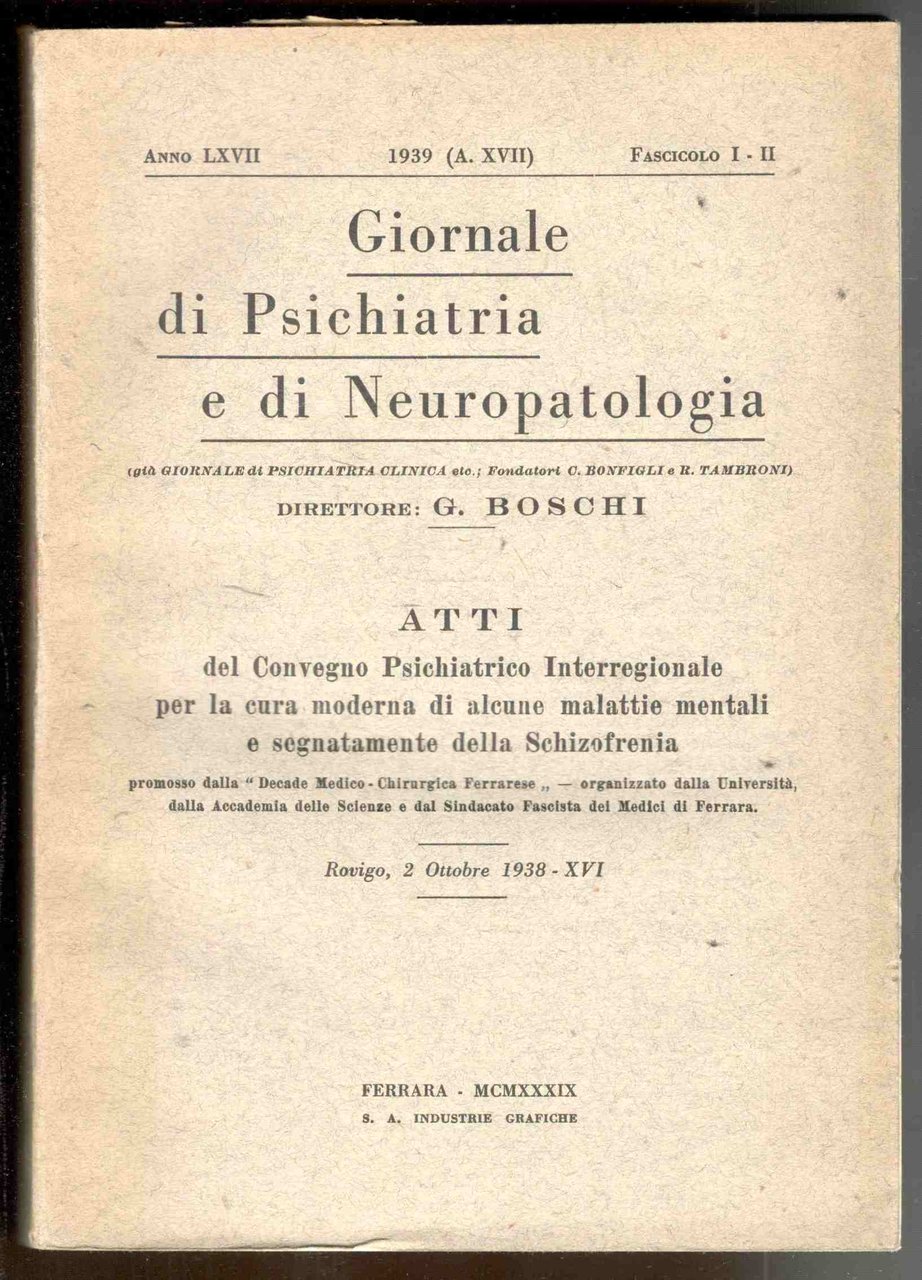 ANNO LXVII 1939 (A. XVII) FASCICOLO I - II
Giornale
di Psichiatria
e di Neuropatologia
(già GIORNALE di PSICHIATRIA CLINICA etc.; Fondatori C. BONFIGLI e R. TAMBRONI)
DIRETTORE: G. BOSCHI
ATTI
del Convegno Psichiatrico Interregionale
per la cura moderna di alcune malattie mentali
e segnatamente della Schizofrenia
promosso dalla “ Decade Medico - Chirurgica Ferrarese „ — organizzato dalla Università,
dalla Accademia delle Scienze e dal Sindacato Fascista dei Medici di Ferrara.
Rovigo, 2 Ottobre 1938 - XVI
FERRARA - MCMXXXIX
S. A. INDUSTRIE GRAFICHE